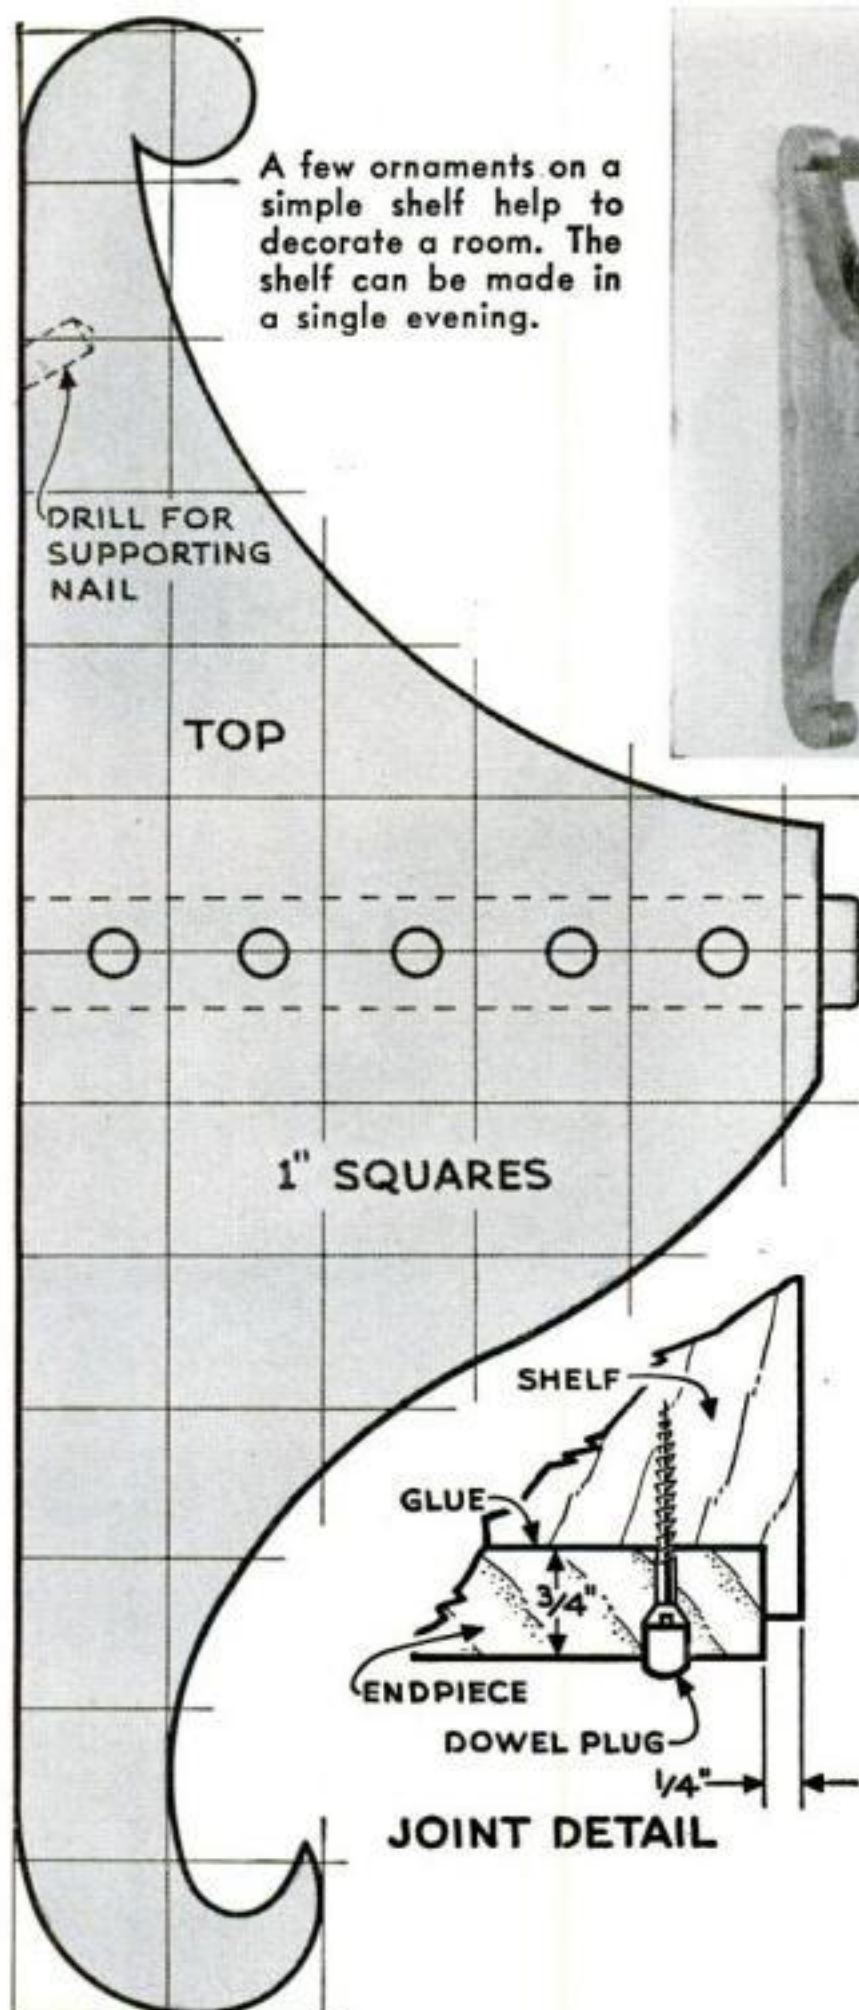 A few ornaments on a
simple shelf help to
decorate a room. The
shelf can be made in
a single evening.
DRILL FOR
SUPPORTING
NAIL
TOP
1" SQUARES
SHELF
GLUE
3/4"
ENDPIECE
DOWEL PLUG
1/4"
JOINT DETAIL